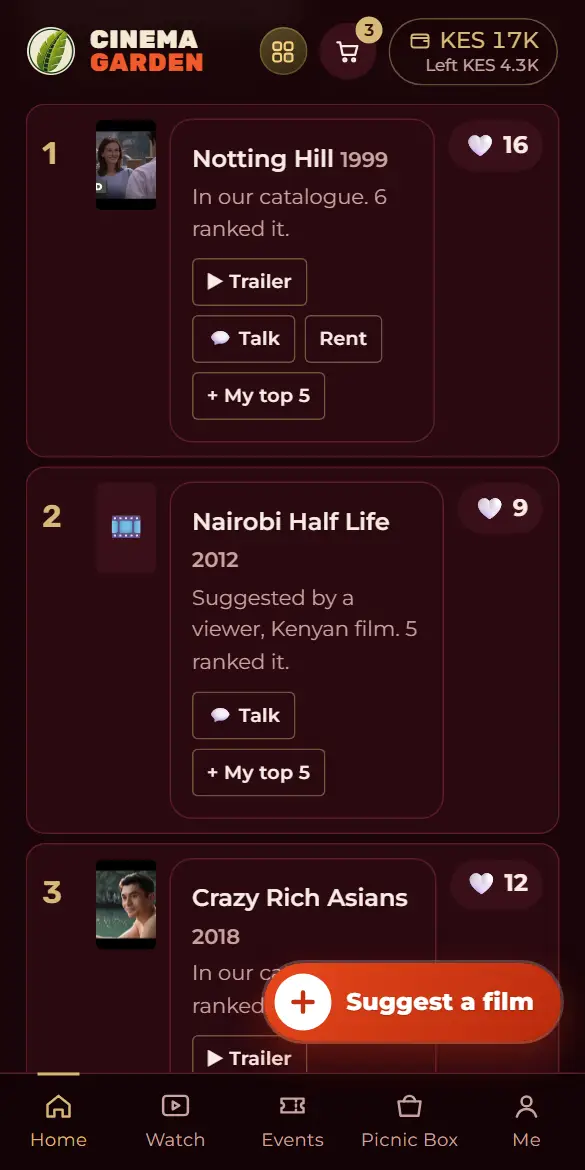 CINEMA
GARDEN
3
KES 17K
Left KES 4.3K
1
Notting Hill 1999
16
In our catalogue. 6
ranked it.
Trailer
Talk
Rent
+ My top 5
2
Nairobi Half Life
9
2012
Suggested by a
viewer, Kenyan film. 5
ranked it.
Talk
+ My top 5
3
Crazy Rich Asians
12
2018
In our
ranked
Suggest a film
Trailer
Home
Watch
Events
Picnic Box
Me